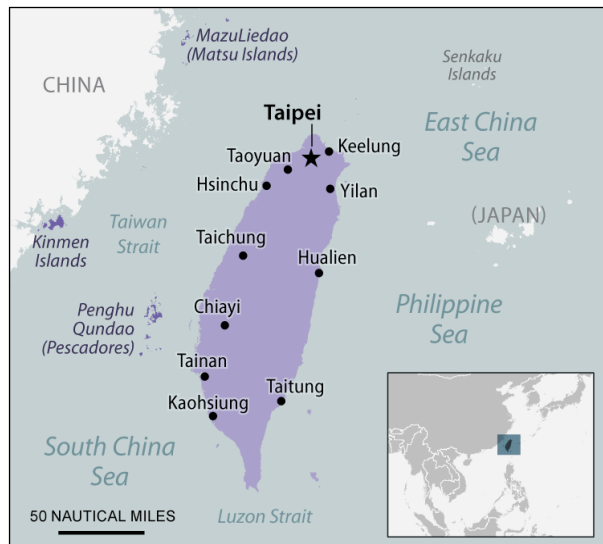 MazuLiedao
(Matsu Islands)
CHINA
Senkaku
Islands
Taipei
East China
Sea
Keelung
Taoyuan
Hsinchu
Yilan
Taiwan
Strait
(JAPAN)
Kinmen
Islands
Taichung
Hualien
Penghu
Qundao
(Pescadores)
Chiayi
Philippine
Sea
Tainan
Taitung
Kaohsiung
South China
Sea
50 NAUTICAL MILES
Luzon Strait